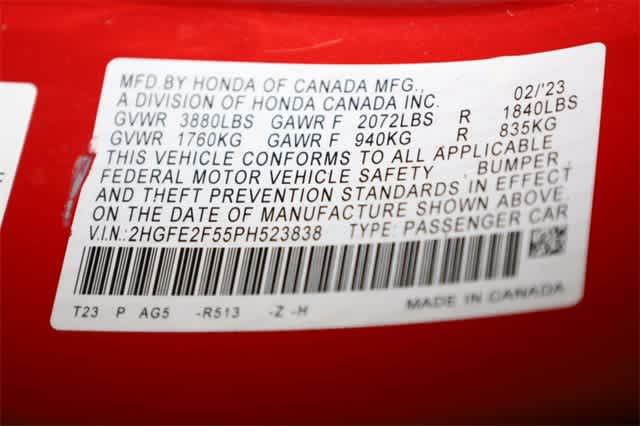 MFD.BY HONDA OF CANADA MFG., 02/'23
A DIVISION OF HONDA CANADA INC.
GVWR 3880LBS GAWR F 2072LBS R 1840LBS
GVWR 1760KG GAWR F 940KG R 835KG
THIS VEHICLE CONFORMS TO ALL APPLICABLE
FEDERAL MOTOR VEHICLE SAFETY , BUMPER ,
AND THEFT PREVENTION STANDARDS IN EFFECT
ON THE DATE OF MANUFACTURE SHOWN ABOVE.
V.I.N.:2HGFE2F55PH523838 TYPE: PASSENGER CAR
T23 P AG5 -R513 -Z -H MADE IN CANADA